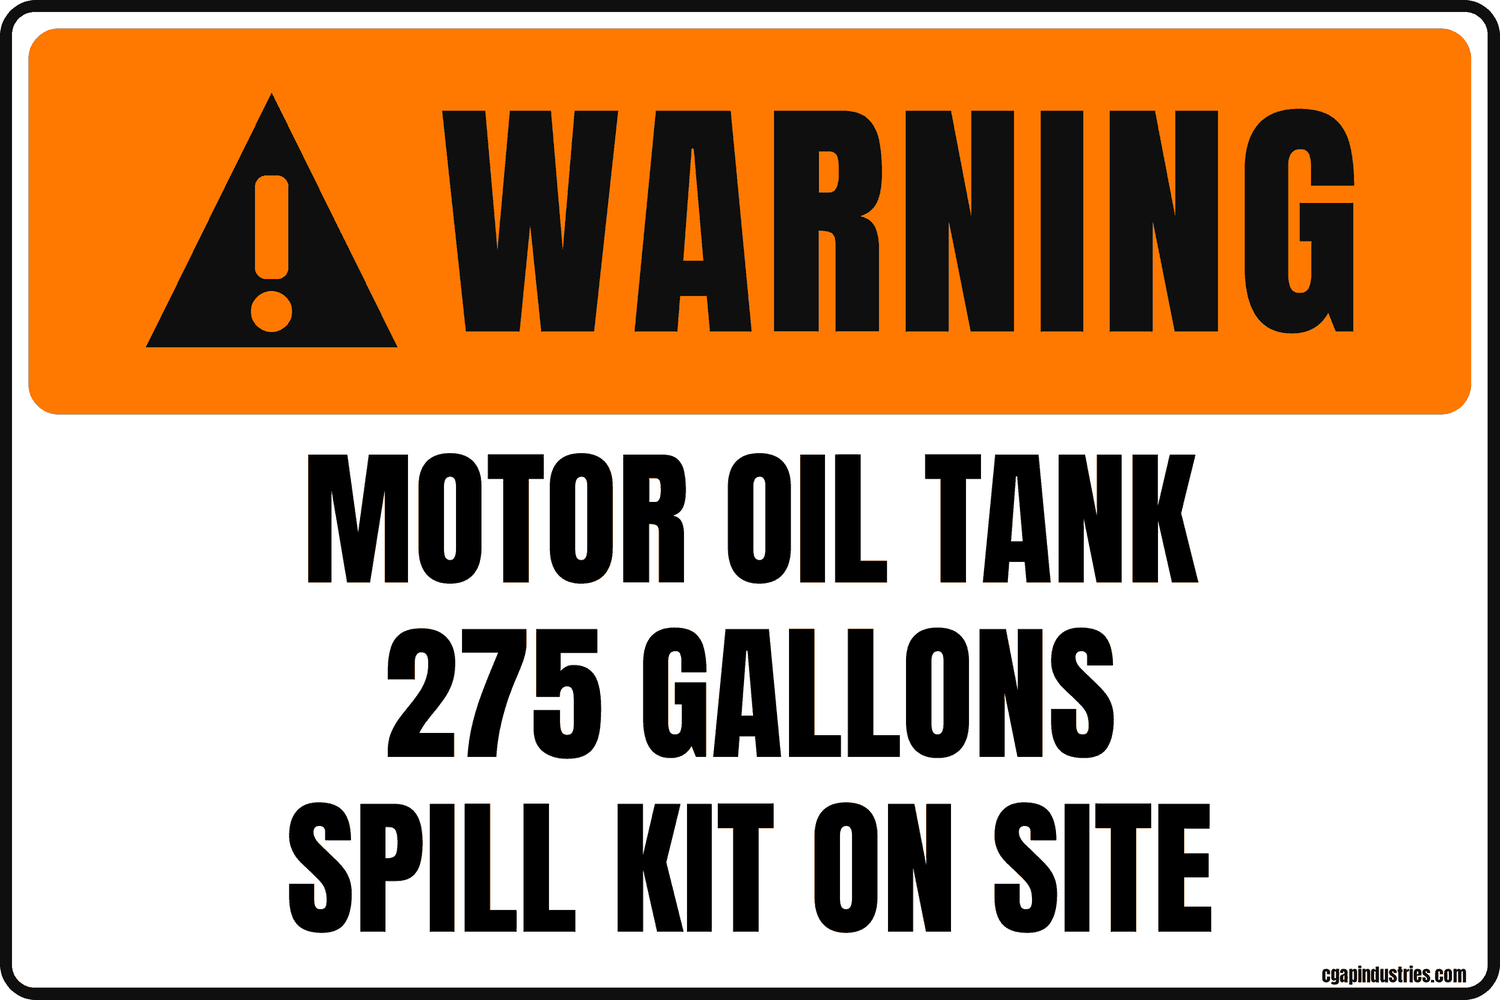 WARNING
MOTOR OIL TANK
275 GALLONS
SPILL KIT ON SITE
cgapindustries.com